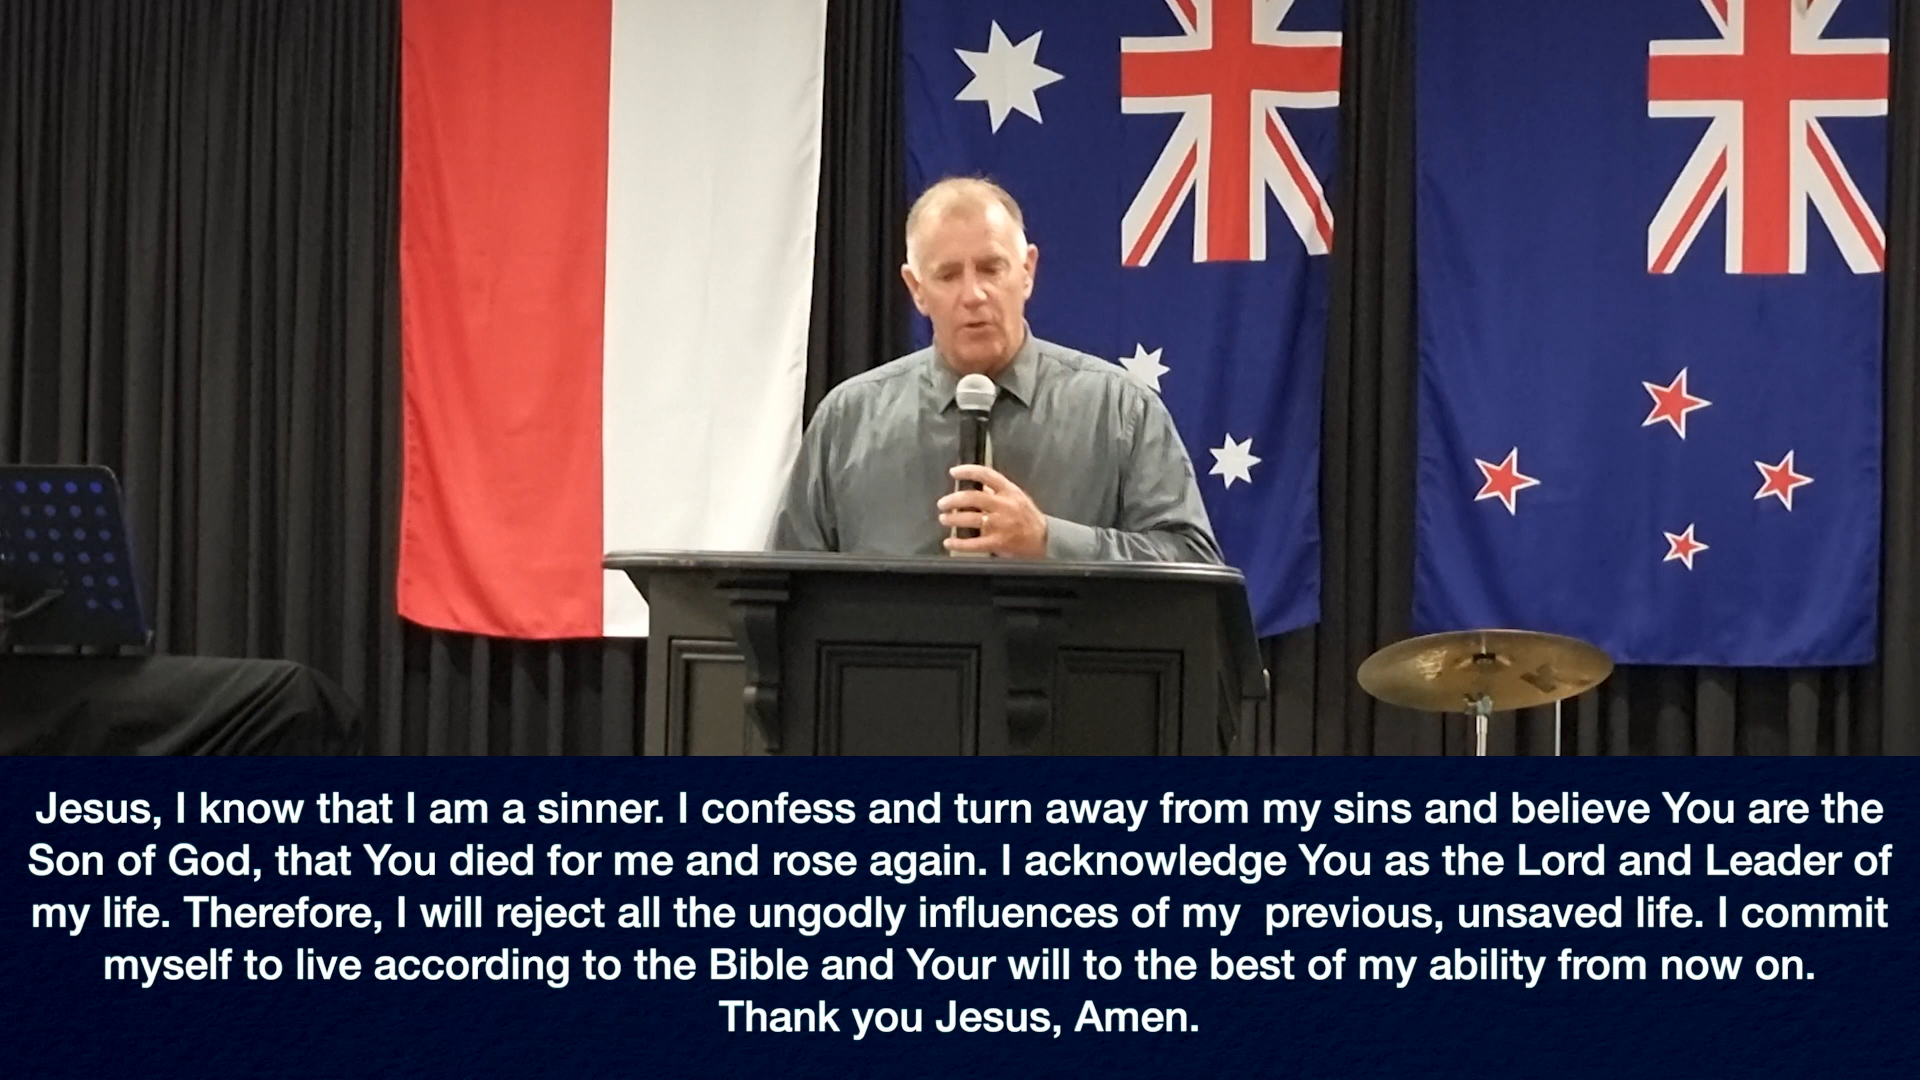 Jesus, I know that I am a sinner. I confess and turn away from my sins and believe You are the
Son of God, that You died for me and rose again. I acknowledge You as the Lord and Leader of
my life. Therefore, I will reject all the ungodly influences of my  previous, unsaved life. I commit
myself to live according to the Bible and Your will to the best of my ability from now on.
Thank you Jesus, Amen.